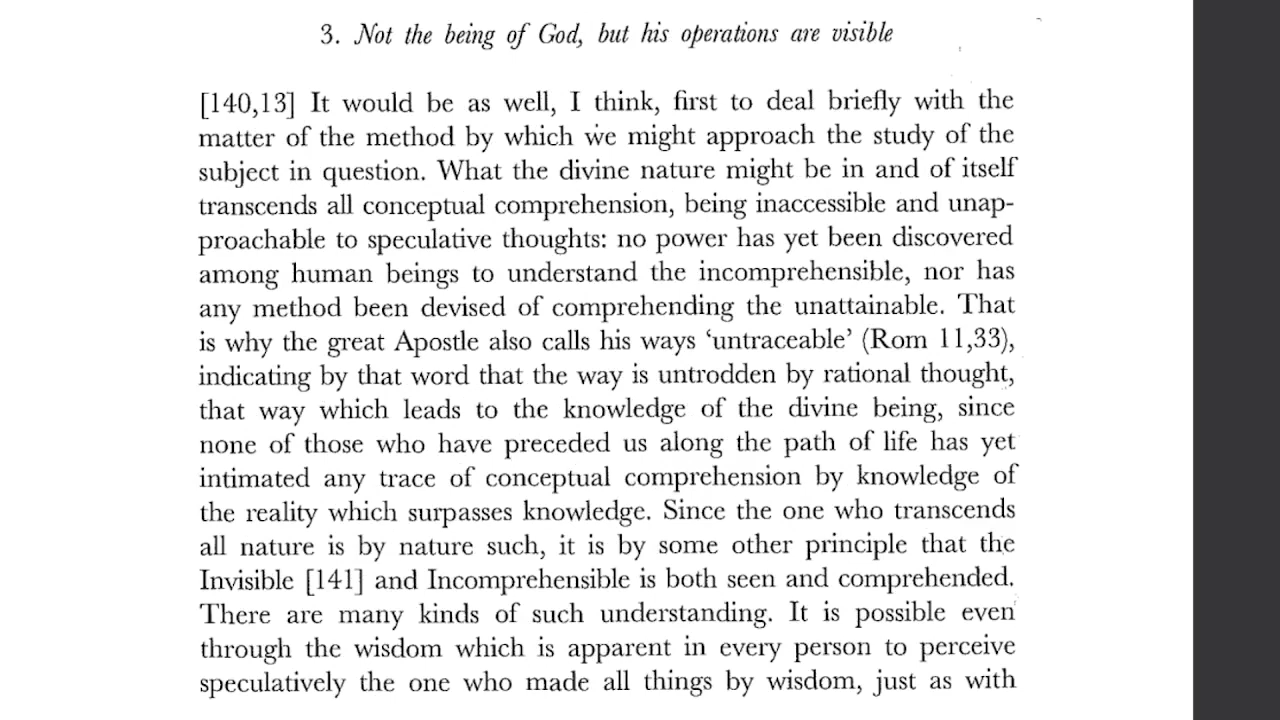 3. Not the being of God, but his operations are visible
[140,13] It would be as well, I think, first to deal briefly with the
matter of the method by which we might approach the study of the
subject in question. What the divine nature might be in and of itself
transcends all conceptual comprehension, being inaccessible and unap-
proachable to speculative thoughts: no power has yet been discovered
among human beings to understand the incomprehensible, nor has
any method been devised of comprehending the unattainable. That
is why the great Apostle also calls his ways ‘untraceable’ (Rom 11,33),
indicating by that word that the way is untrodden by rational thought,
that way which leads to the knowledge of the divine being, since
none of those who have preceded us along the path of life has yet
intimated any trace of conceptual comprehension by knowledge of
the reality which surpasses knowledge. Since the one who transcends
all nature is by nature such, it is by some other principle that the
Invisible [141] and Incomprehensible is both seen and comprehended.
There are many kinds of such understanding. It is possible even
through the wisdom which is apparent in every person to perceive
speculatively the one who made all things by wisdom, just as with